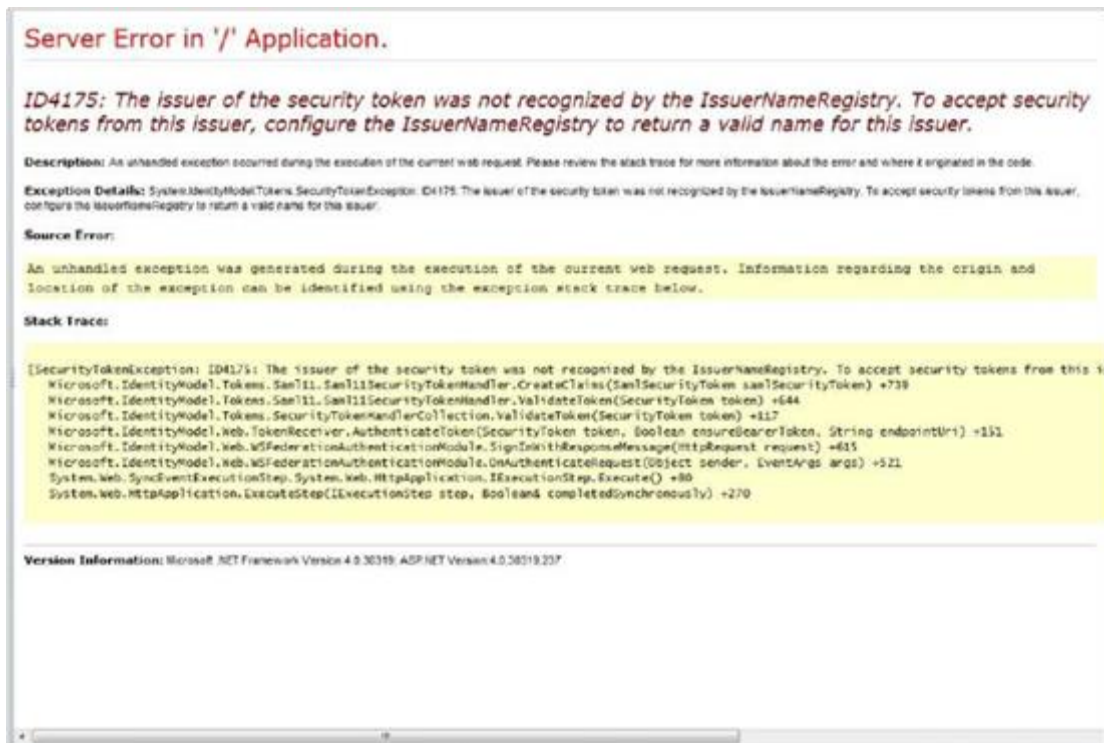 Server Error in '/' Application.
ID4175: The issuer of the security token was not recognized by the IssuerNameRegistry. To accept security
tokens from this issuer, configure the IssuerNameRegistry to return a valid name for this issuer.
Description: An unhandled exception occurred during the execution of the current web request. Please review the stack trace for more information about the error and where it originated in the code.
Exception Details: System.IdentityModel.Tokens.SecurityTokenException: ID4175: The issuer of the security token was not recognized by the IssuerNameRegistry. To accept security tokens from this issuer,
configure the IssuerNameRegistry to return a valid name for this issuer.
Source Error:
An unhandled exception was generated during the execution of the current web request. Information regarding the origin and
location of the exception can be identified using the exception stack trace below.
Stack Trace:
[SecurityTokenException: ID4175: The issuer of the security token was not recognized by the IssuerNameRegistry. To accept security tokens from this i
Microsoft.IdentityModel.Tokens.Saml11.Saml11SecurityTokenHandler.CreateClaims(SamlSecurityToken samlSecurityToken) +739
Microsoft.IdentityModel.Tokens.Saml11.Saml11SecurityTokenHandler.ValidateToken(SecurityToken token) +644
Microsoft.IdentityModel.Tokens.SecurityTokenHandlerCollection.ValidateToken(SecurityToken token) +117
Microsoft.IdentityModel.Web.TokenReceiver.AuthenticateToken(SecurityToken token, Boolean ensureBearerToken, String endpointUri) +151
Microsoft.IdentityModel.Web.WSFederationAuthenticationModule.SignInWithResponseMessage(HttpRequest request) +615
Microsoft.IdentityModel.Web.WSFederationAuthenticationModule.OnAuthenticateRequest(Object sender, EventArgs args) +521
System.Web.SyncEventExecutionStep.System.Web.HttpApplication.IExecutionStep.Execute() +80
System.Web.HttpApplication.ExecuteStep(IExecutionStep step, Boolean& completedSynchronously) +270
Version Information: Microsoft .NET Framework Version:4.0.30319; ASP.NET Version:4.0.30319.237